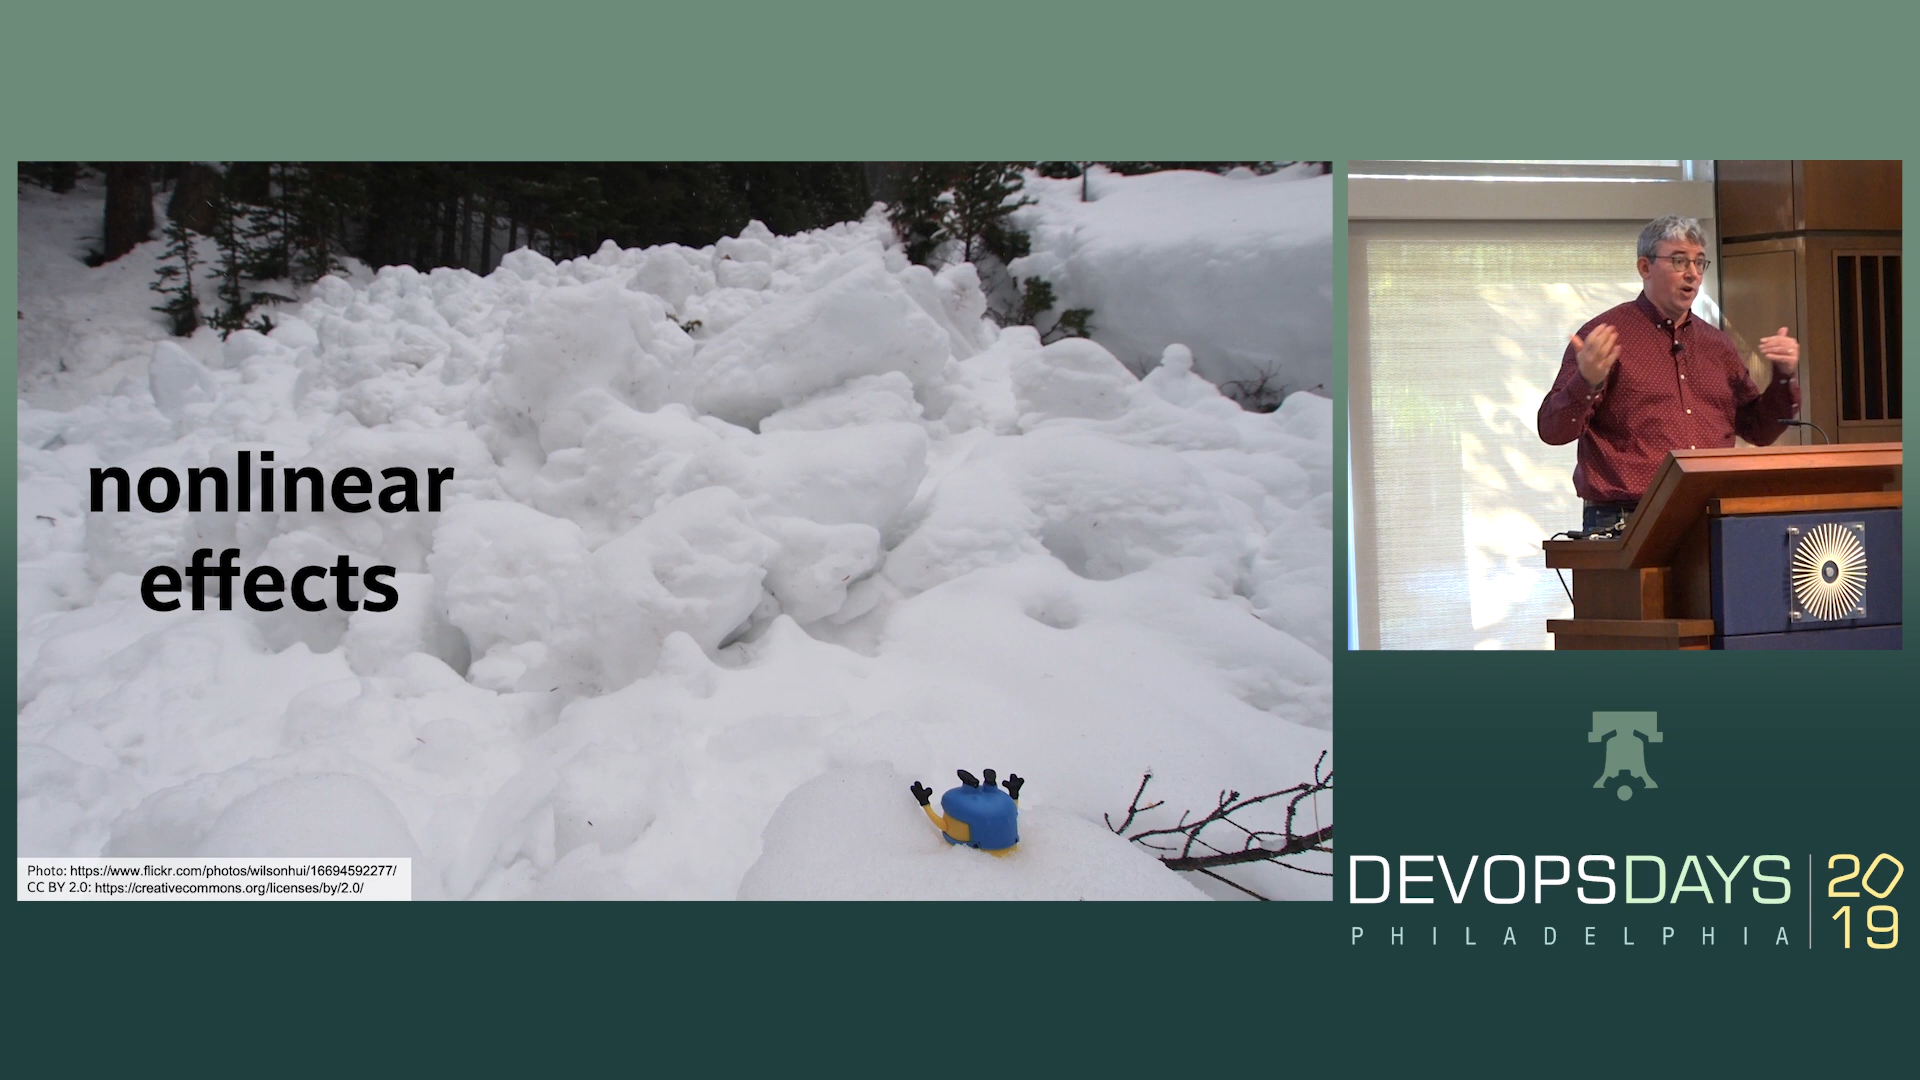 nonlinear
effects
Photo: https://www.flickr.com/photos/wilsonhui/16694592277/
CC BY 2.0: https://creativecommons.org/licenses/by/2.0/
DEVOPSDAYS
PHILADELPHIA
20
19